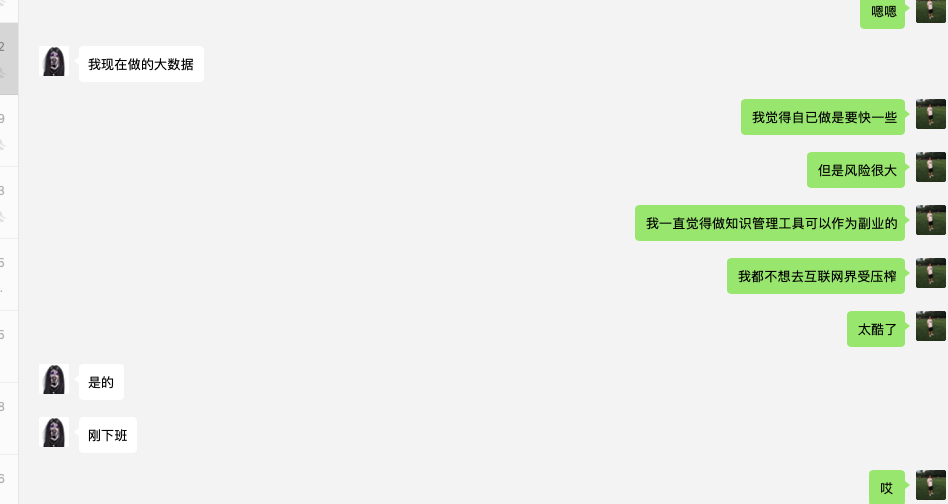 嗯嗯
我现在做的大数据
我觉得自已做是要快一些
但是风险很大
我一直觉得做知识管理工具可以作为副业的
我都不想去互联网界受压榨
太酷了
是的
刚下班
哎